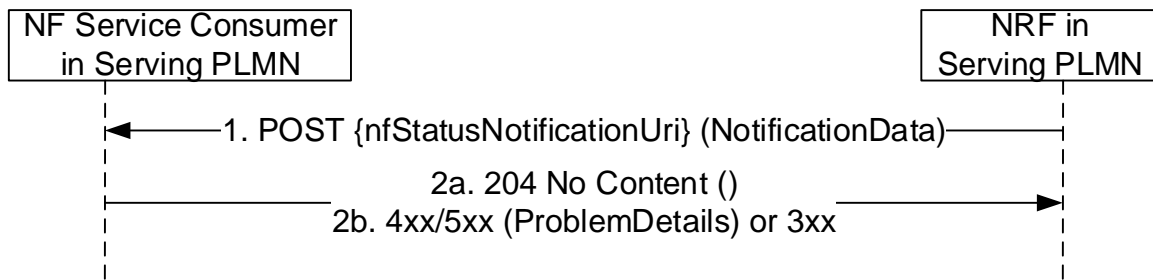 NF Service Consumer
in Serving PLMN
NRF in
Serving PLMN
1. POST {nfStatusNotificationUri} (NotificationData)
2a. 204 No Content ()
2b. 4xx/5xx (ProblemDetails) or 3xx